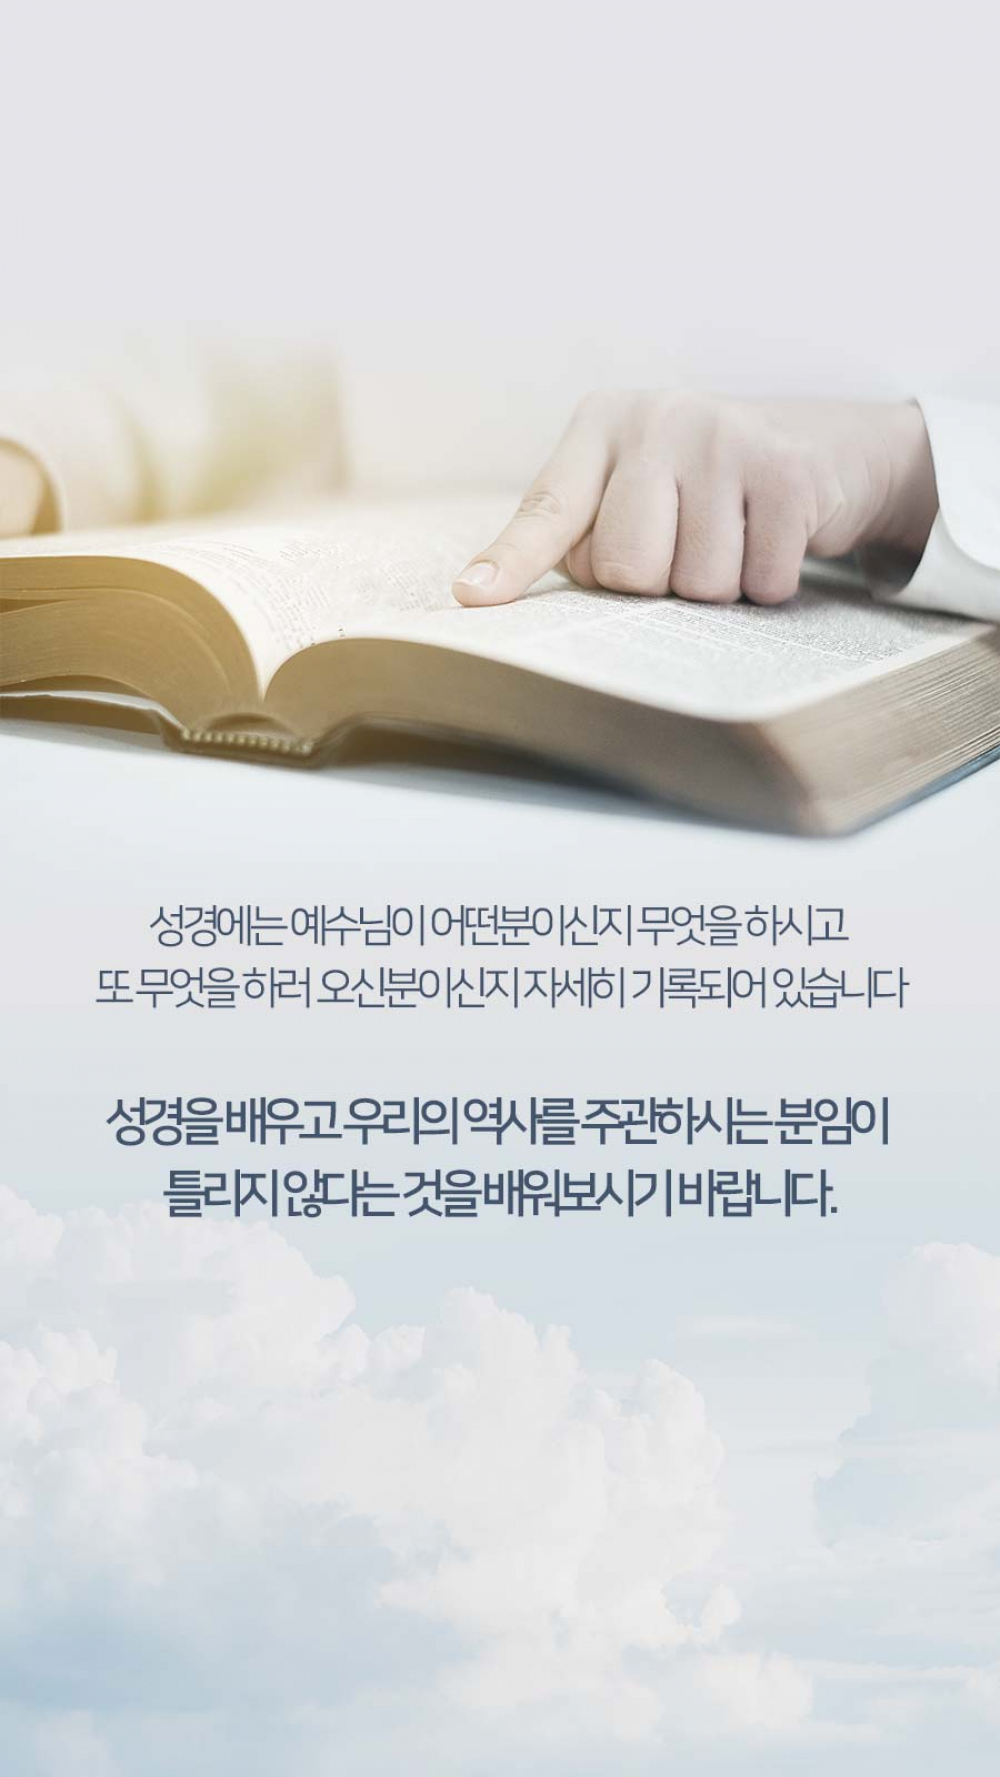 성경에는 예수님이 어떤분이신지 무엇을 하시고
또 무엇을 하러 오신분이신지 자세히 기록되어 있습니다
성경을 배우고 우리의 역사를 주관하시는 분임이
틀리지 않다는 것을 배워보시기 바랍니다.